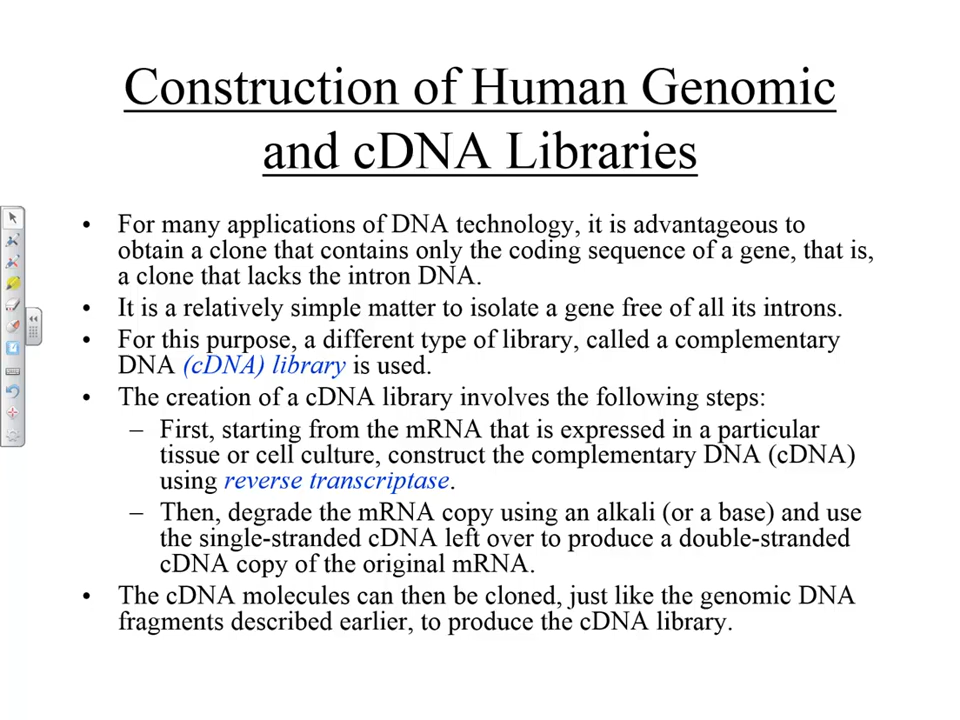 Construction of Human Genomic
and cDNA Libraries
• For many applications of DNA technology, it is advantageous to
obtain a clone that contains only the coding sequence of a gene, that is,
a clone that lacks the intron DNA.
• It is a relatively simple matter to isolate a gene free of all its introns.
• For this purpose, a different type of library, called a complementary
DNA (cDNA) library is used.
• The creation of a cDNA library involves the following steps:
– First, starting from the mRNA that is expressed in a particular
tissue or cell culture, construct the complementary DNA (cDNA)
using reverse transcriptase.
– Then, degrade the mRNA copy using an alkali (or a base) and use
the single-stranded cDNA left over to produce a double-stranded
cDNA copy of the original mRNA.
• The cDNA molecules can then be cloned, just like the genomic DNA
fragments described earlier, to produce the cDNA library.